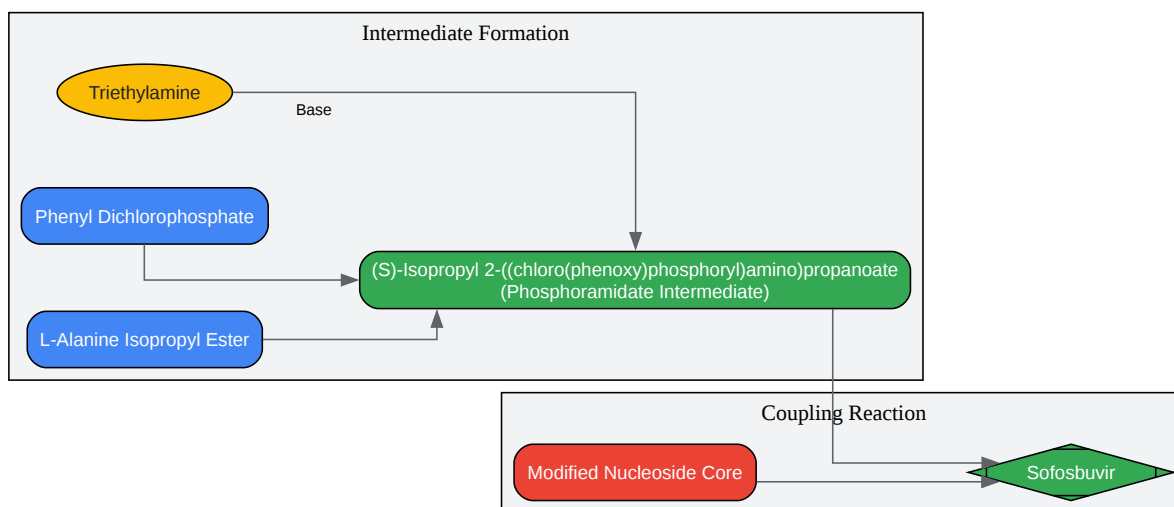 Intermediate Formation
Triethylamine
Base
Phenyl Dichlorophosphate
(S)-Isopropyl 2-((chloro(phenoxy)phosphoryl)amino)propanoate
(Phosphoramidate Intermediate)
L-Alanine Isopropyl Ester
Coupling Reaction
Modified Nucleoside Core
Sofosbuvir